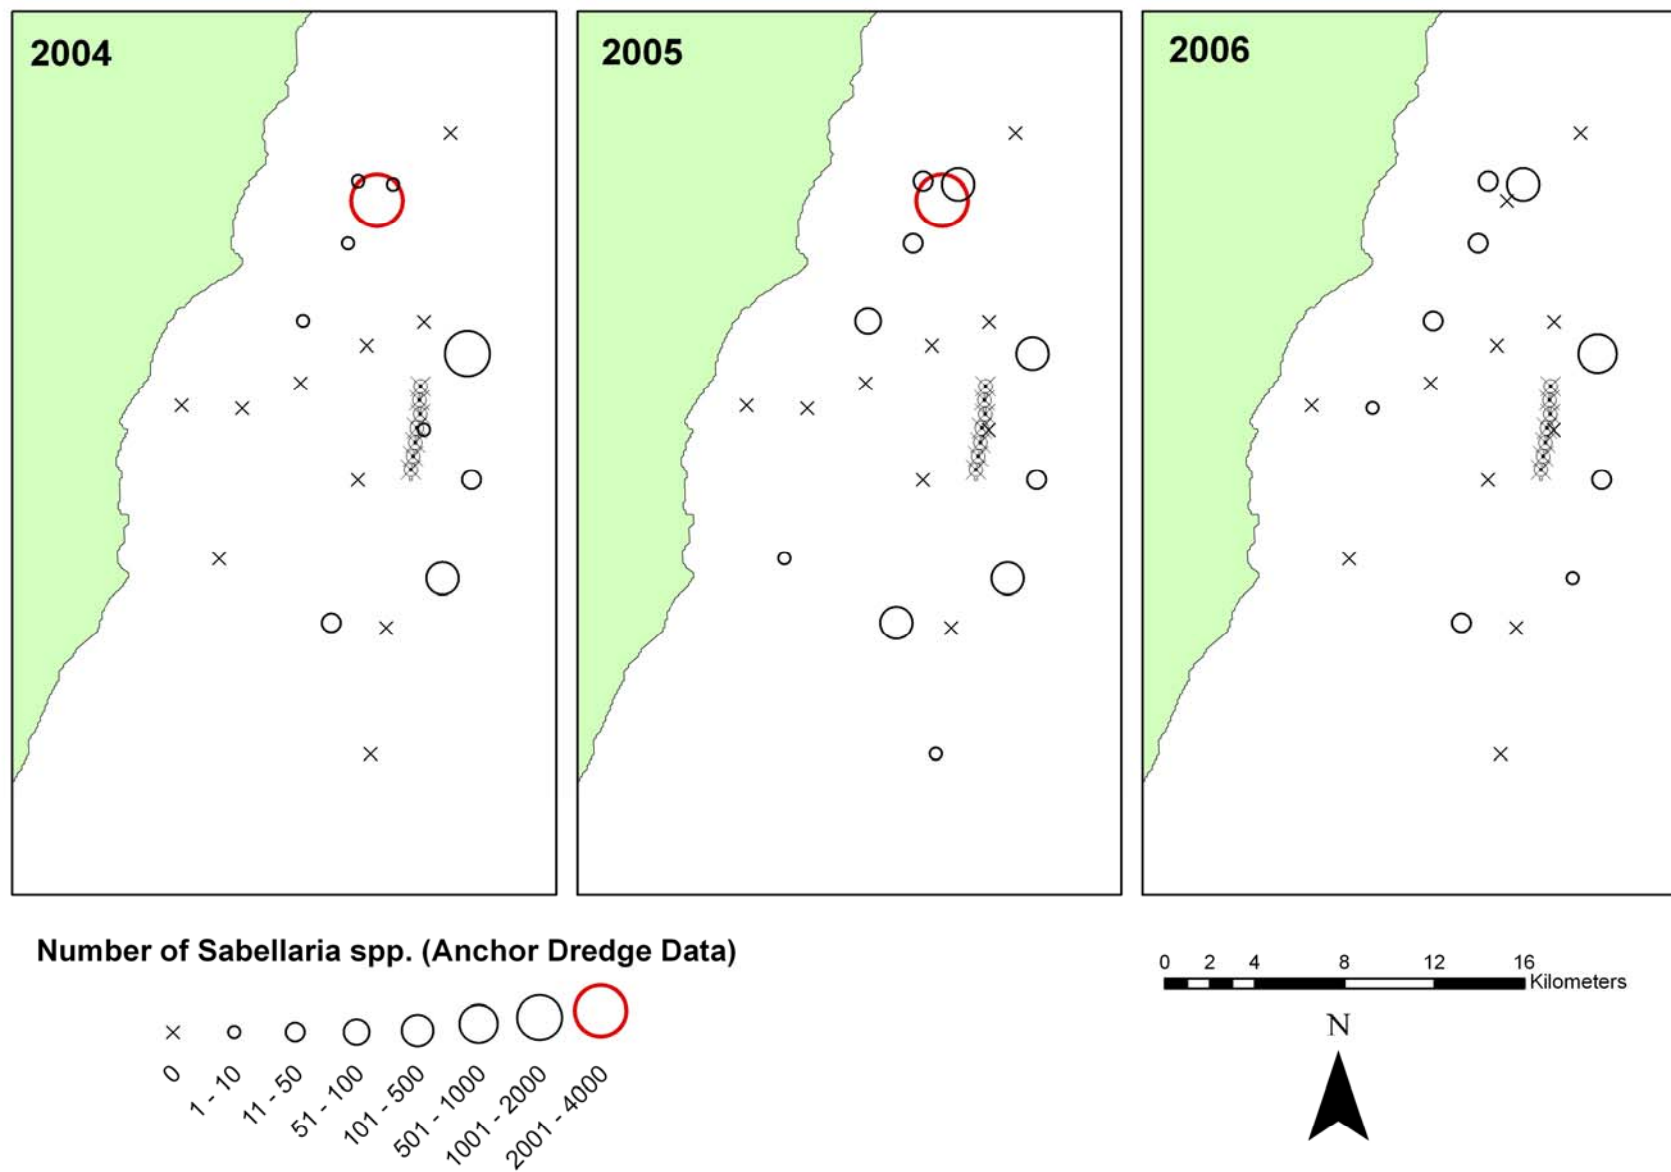 2004
2005
2006
Number of Sabellaria spp. (Anchor Dredge Data)
0
1 - 10
11 - 50
51 - 100
101 - 500
501 - 1000
1001 - 2000
2001 - 4000
0 2 4 8 12 16
Kilometers
N